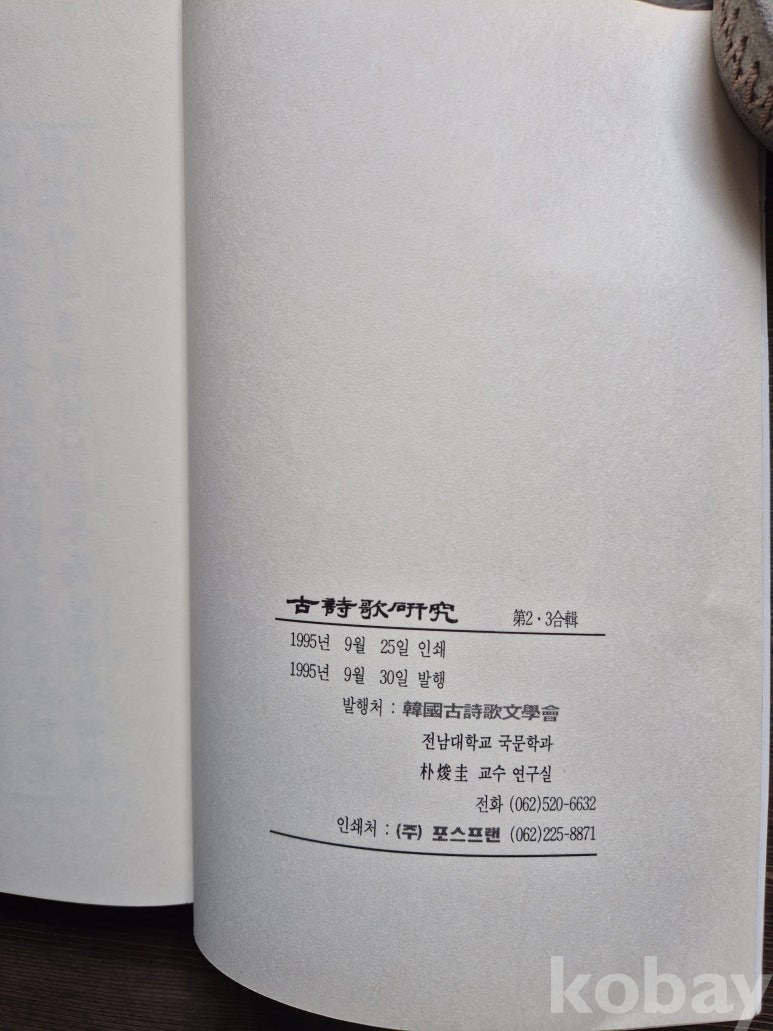 古詩歌硏究 第2·3合輯
1995년 9월 25일 인쇄
1995년 9월 30일 발행
발행처 : 韓國古詩歌文學會
전남대학교 국문학과
朴焌圭 교수 연구실
전화 (062)520-6632
인쇄처 : (주) 포스프랜 (062)225-8871
kobay